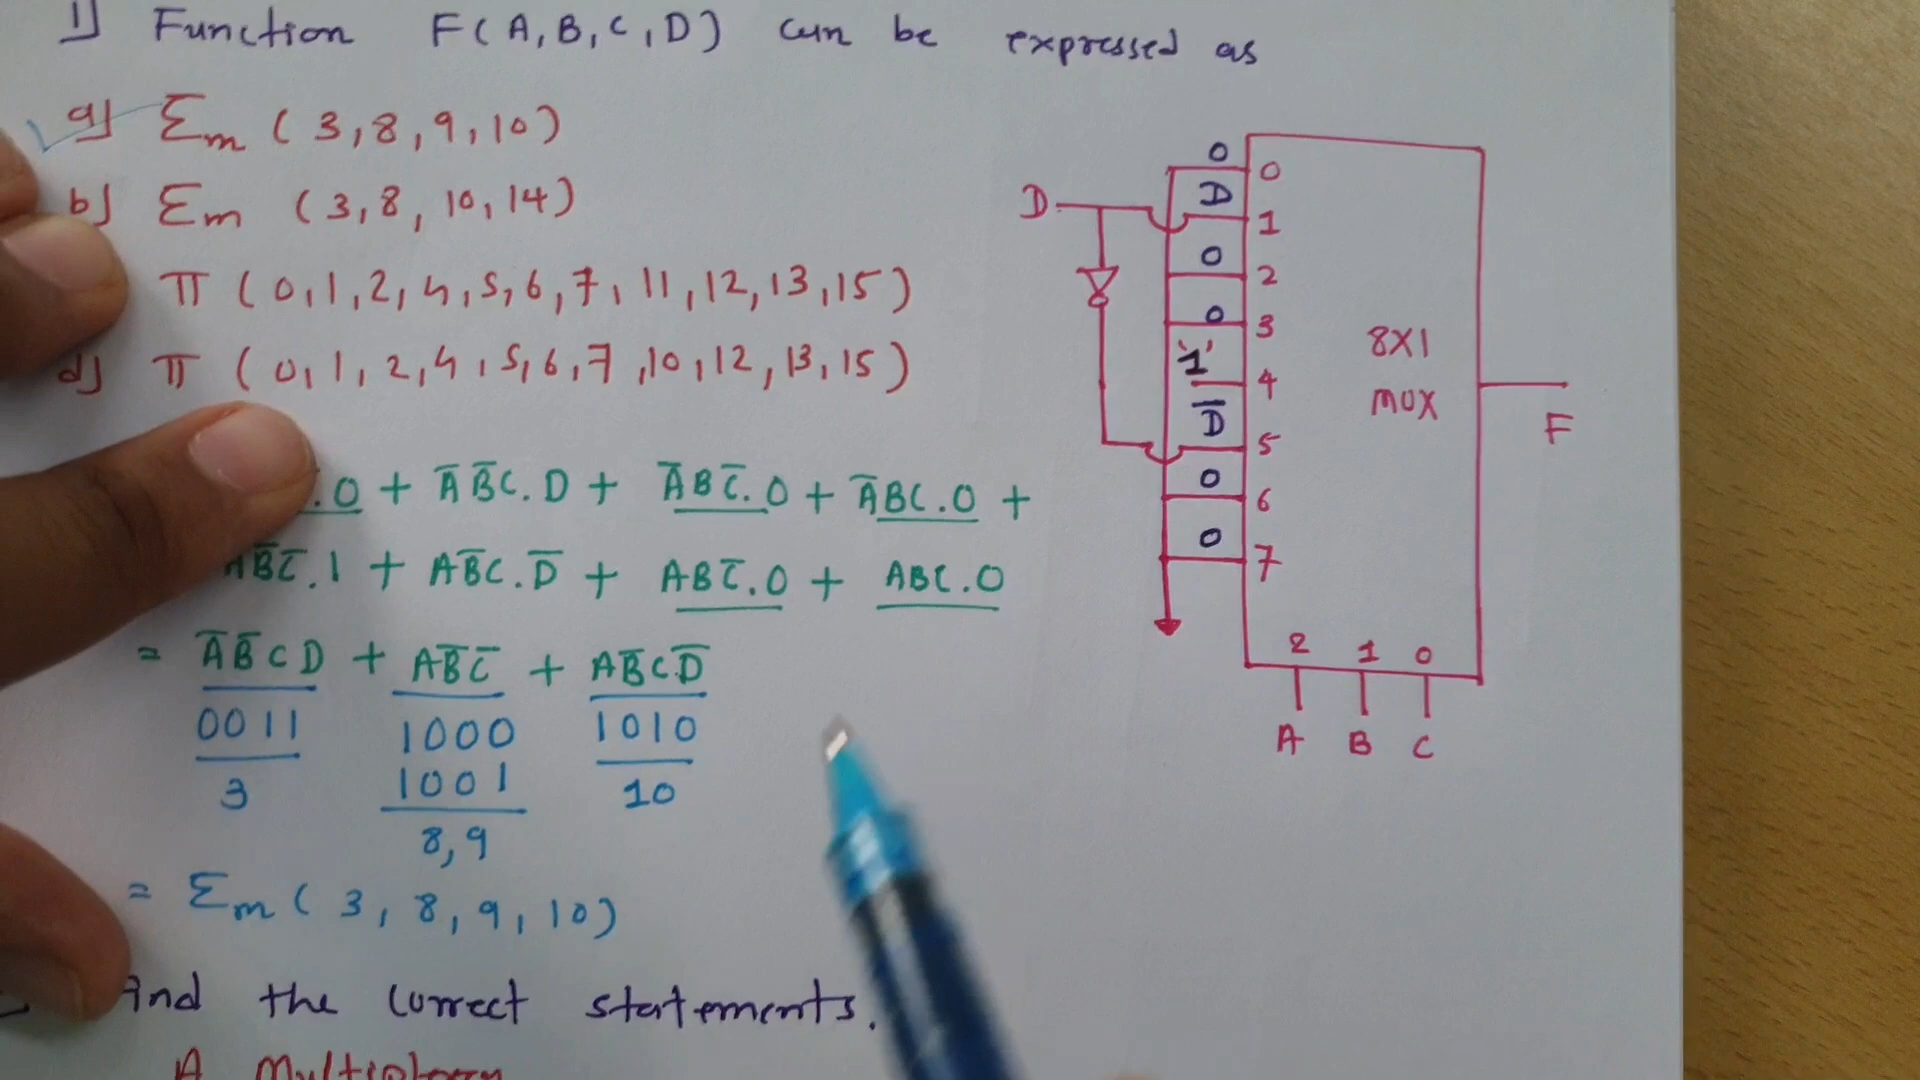 1] Function F(A,B,C,D) can be expressed as
a] Σm (3,8,9,10)
b] Σm (3,8,10,14)
π (0,1,2,4,5,6,7,11,12,13,15)
d] π (0,1,2,4,5,6,7,10,12,13,15)
.0 + A̅B̅C.D + A̅BC̅.0 + A̅BC.0 +
AB̅C̅.1 + AB̅C.D̅ + ABC̅.0 + ABC.0
= A̅B̅CD + AB̅C̅ + AB̅CD̅
0011 1000 1010
1001
3 8,9 10
= Σm (3,8,9,10)
Find the correct statements.
A Multiplexer
D
0 0
D 1
0 2
0 3
'1' 4
D̅ 5
0 6
0 7
8X1
MUX
F
2 1 0
A B C